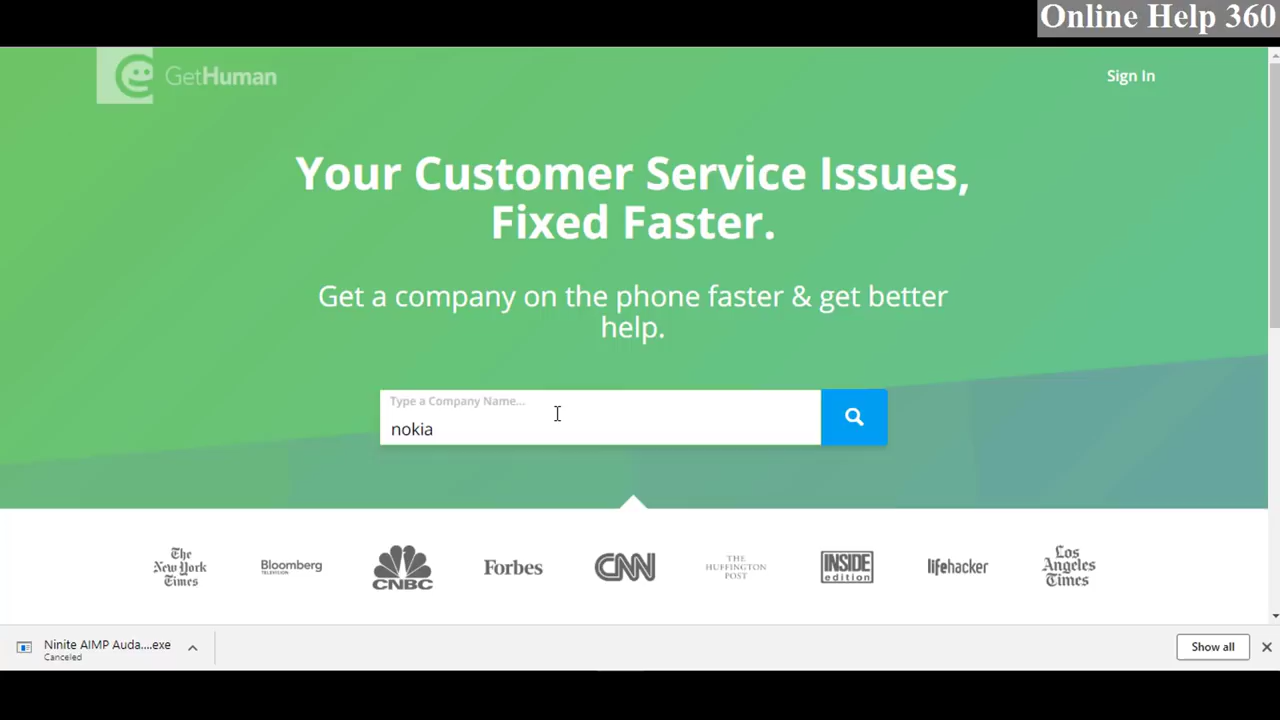 Online Help 360
GetHuman
Sign In
Your Customer Service Issues,
Fixed Faster.
Get a company on the phone faster & get better
help.
Type a Company Name...
nokia
The
New York
Times
Bloomberg
TELEVISION
CNBC
Forbes
CNN
THE
HUFFINGTON
POST
INSIDE
edition
lifehacker
Los
Angeles
Times
Ninite AIMP Auda....exe
Canceled
Show all